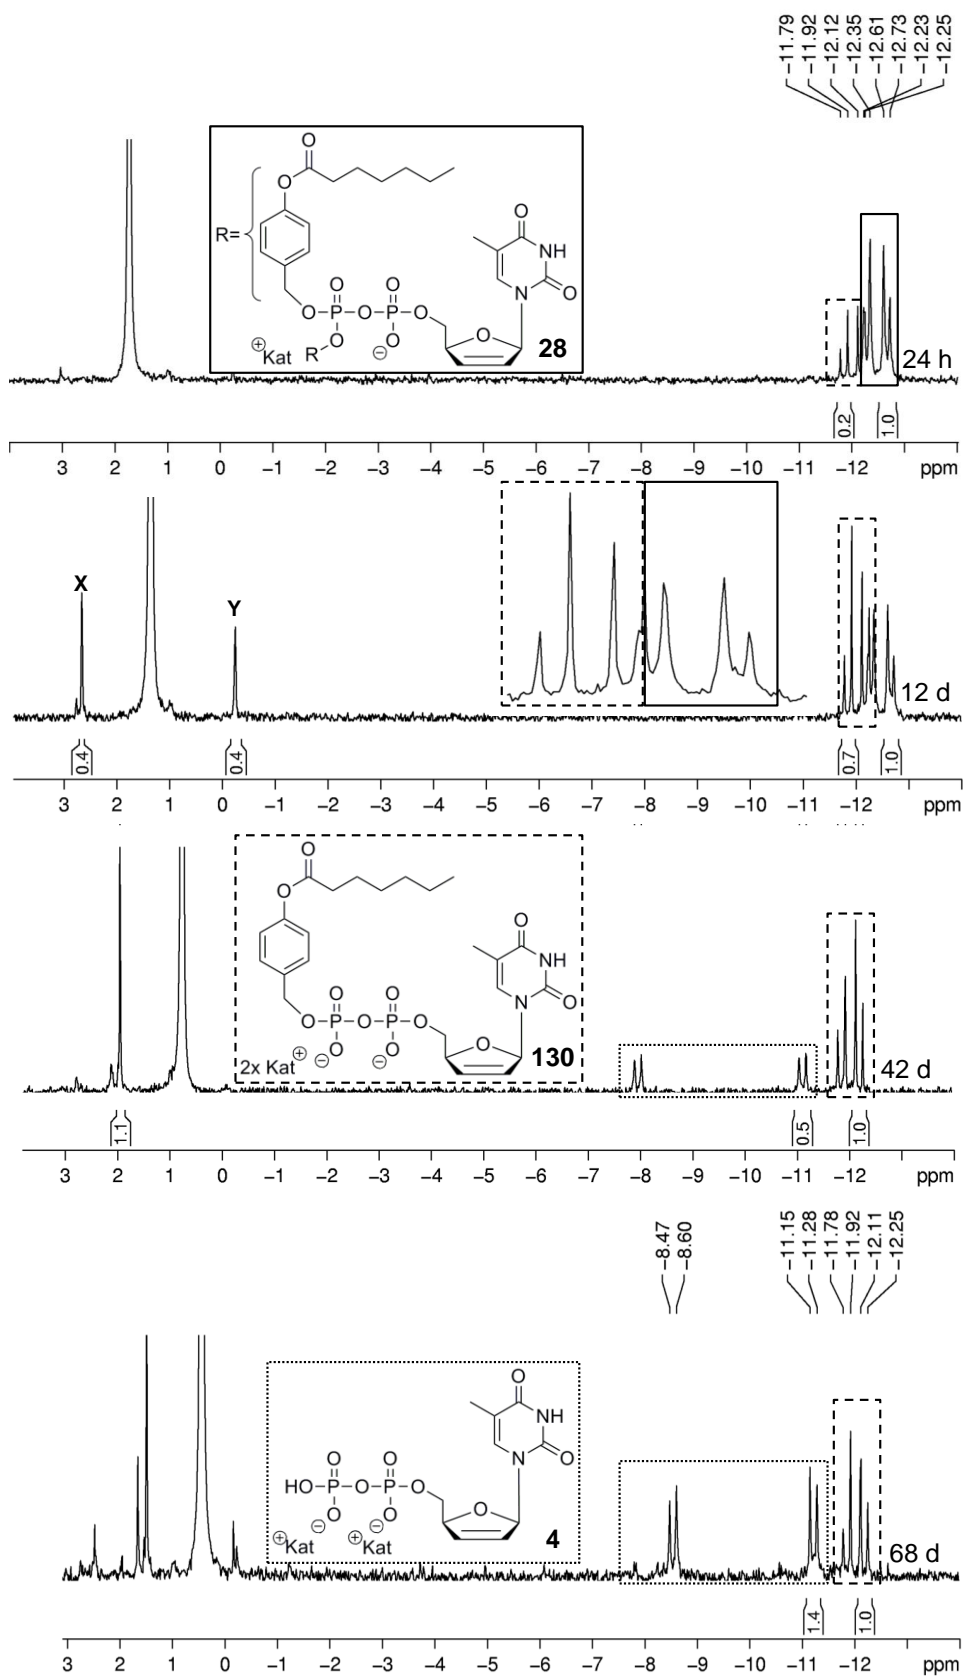 −11.79
−11.92
−12.12
−12.35
−12.61
−12.73
−12.23
−12.25
O
O
R=
O
NH
N
O
O O
O P O P O
O O
R
⊕
Kat
⊖
O
28
24 h
0.2
1.0
3 2 1 0 −1 −2 −3 −4 −5 −6 −7 −8 −9 −10 −11 −12 ppm
X
Y
12 d
0.4
0.4
0.7
1.0
3 2 1 0 −1 −2 −3 −4 −5 −6 −7 −8 −9 −10 −11 −12 ppm
O
O
O
NH
N
O
O O
O P O P O
O O
2x Kat ⊕
⊖ ⊖
O
130
42 d
1.1
0.5
1.0
3 2 1 0 −1 −2 −3 −4 −5 −6 −7 −8 −9 −10 −11 −12 ppm
−8.47
−8.60
−11.15
−11.28
−11.78
−11.92
−12.11
−12.25
O
NH
N
O
O O
HO P O P O
O O
⊕ ⊖ ⊕ ⊖
Kat Kat
O
4
68 d
1.4
1.0
3 2 1 0 −1 −2 −3 −4 −5 −6 −7 −8 −9 −10 −11 −12 ppm